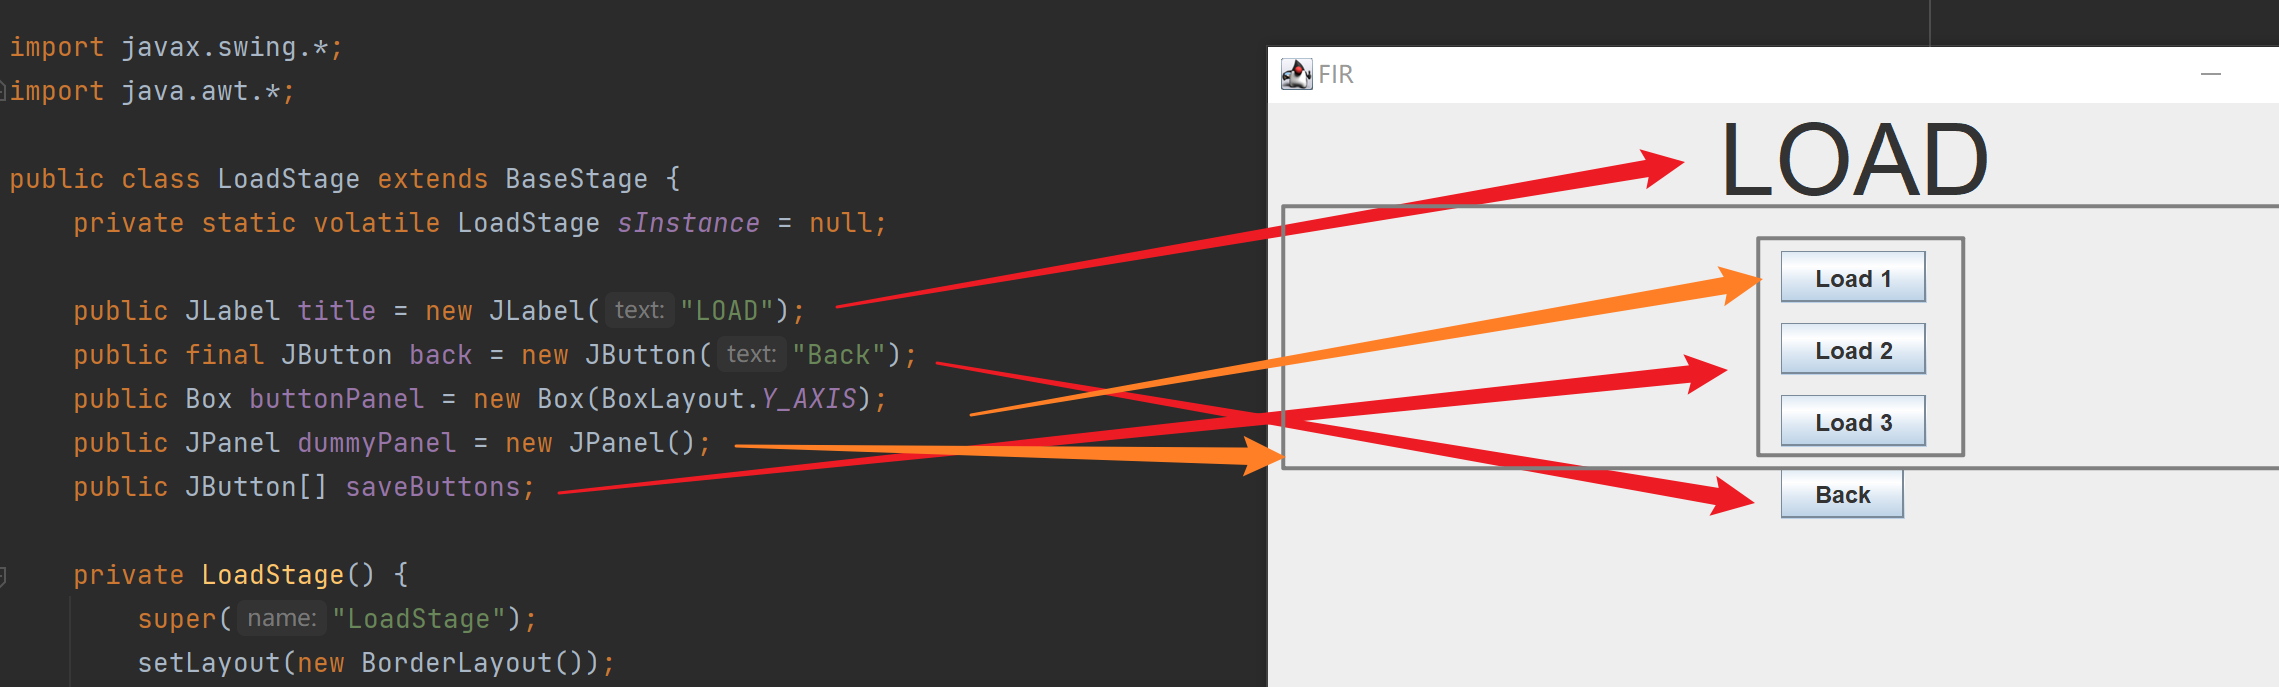 import javax.swing.*;
import java.awt.*;
public class LoadStage extends BaseStage {
private static volatile LoadStage sInstance = null;
public JLabel title = new JLabel( text: "LOAD");
public final JButton back = new JButton( text: "Back");
public Box buttonPanel = new Box(BoxLayout.Y_AXIS);
public JPanel dummyPanel = new JPanel();
public JButton[] saveButtons;
private LoadStage() {
super( name: "LoadStage");
setLayout(new BorderLayout());
FIR
LOAD
Load 1
Load 2
Load 3
Back